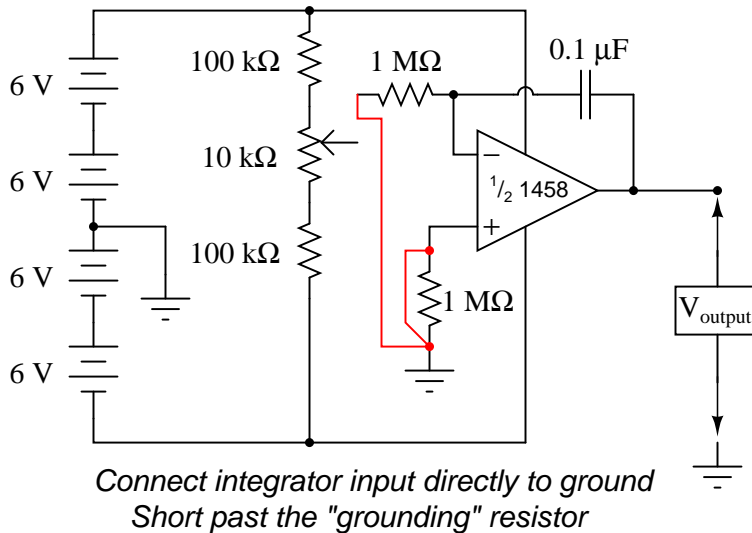 6 V
6 V
6 V
6 V
100 kΩ
10 kΩ
100 kΩ
1 MΩ
0.1 μF
−
1/2 1458
+
1 MΩ
Voutput
Connect integrator input directly to ground
Short past the "grounding" resistor